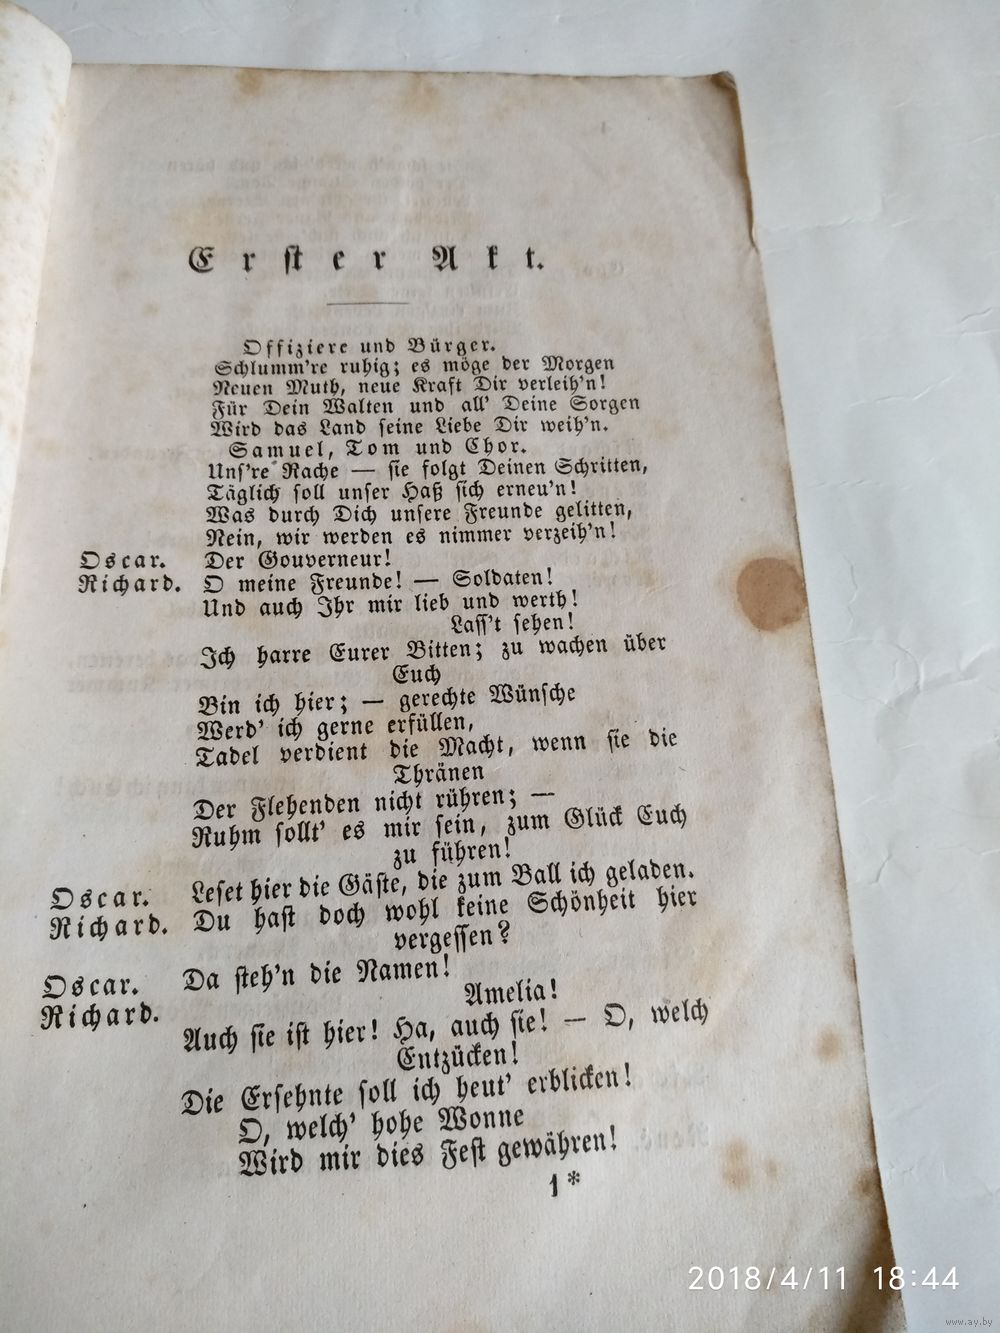 Erster Akt.
Offiziere und Bürger.
Schlumm're ruhig; es möge der Morgen
Neuen Muth, neue Kraft Dir verleih'n!
Für Dein Walten und all' Deine Sorgen
Wird das Land seine Liebe Dir weih'n.
Samuel, Tom und Chor.
Uns're Rache — sie folgt Deinen Schritten,
Täglich soll unser Haß sich erneu'n!
Was durch Dich unsere Freunde gelitten,
Nein, wir werden es nimmer verzeih'n!
Oscar. Der Gouverneur!
Richard. O meine Freunde! — Soldaten!
Und auch Ihr mir lieb und werth!
Lass't sehen!
Ich harre Eurer Bitten; zu wachen über
Euch
Bin ich hier; — gerechte Wünsche
Werd' ich gerne erfüllen,
Tadel verdient die Macht, wenn sie die
Thränen
Der Flehenden nicht rühren; —
Ruhm sollt' es mir sein, zum Glück Euch
zu führen!
Oscar. Leset hier die Gäste, die zum Ball ich geladen.
Richard. Du hast doch wohl keine Schönheit hier
vergessen?
Oscar. Da steh'n die Namen!
Richard. Amelia!
Auch sie ist hier! Ha, auch sie! — O, welch
Entzücken!
Die Ersehnte soll ich heut' erblicken!
O, welch' hohe Wonne
Wird mir dies Fest gewähren!
1*
2018/4/11 18:44
www.ay.by